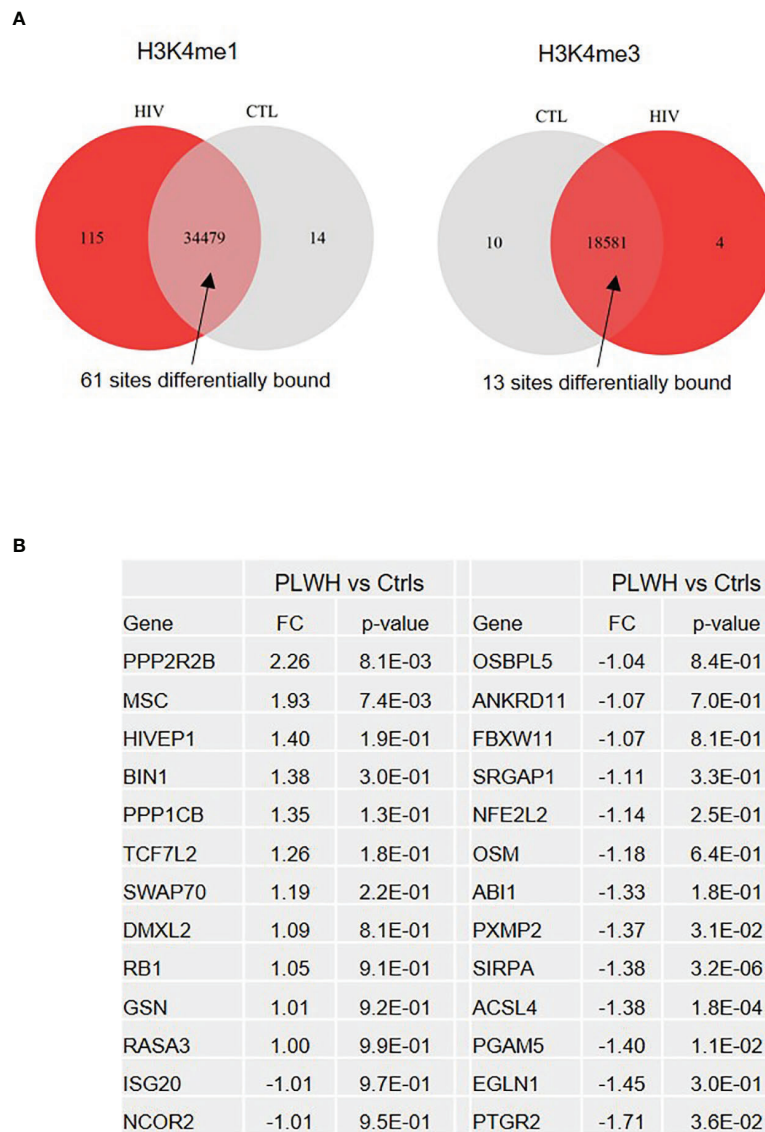 A
H3K4me1
H3K4me3
HIV
CTL
CTL
HIV
115
34479
14
10
18581
4
61 sites differentially bound
13 sites differentially bound
B
PLWH vs Ctrls PLWH vs Ctrls
Gene FC p-value Gene FC p-value
PPP2R2B 2.26 8.1E-03 OSBPL5 -1.04 8.4E-01
MSC 1.93 7.4E-03 ANKRD11 -1.07 7.0E-01
HIVEP1 1.40 1.9E-01 FBXW11 -1.07 8.1E-01
BIN1 1.38 3.0E-01 SRGAP1 -1.11 3.3E-01
PPP1CB 1.35 1.3E-01 NFE2L2 -1.14 2.5E-01
TCF7L2 1.26 1.8E-01 OSM -1.18 6.4E-01
SWAP70 1.19 2.2E-01 ABI1 -1.33 1.8E-01
DMXL2 1.09 8.1E-01 PXMP2 -1.37 3.1E-02
RB1 1.05 9.1E-01 SIRPA -1.38 3.2E-06
GSN 1.01 9.2E-01 ACSL4 -1.38 1.8E-04
RASA3 1.00 9.9E-01 PGAM5 -1.40 1.1E-02
ISG20 -1.01 9.7E-01 EGLN1 -1.45 3.0E-01
NCOR2 -1.01 9.5E-01 PTGR2 -1.71 3.6E-02